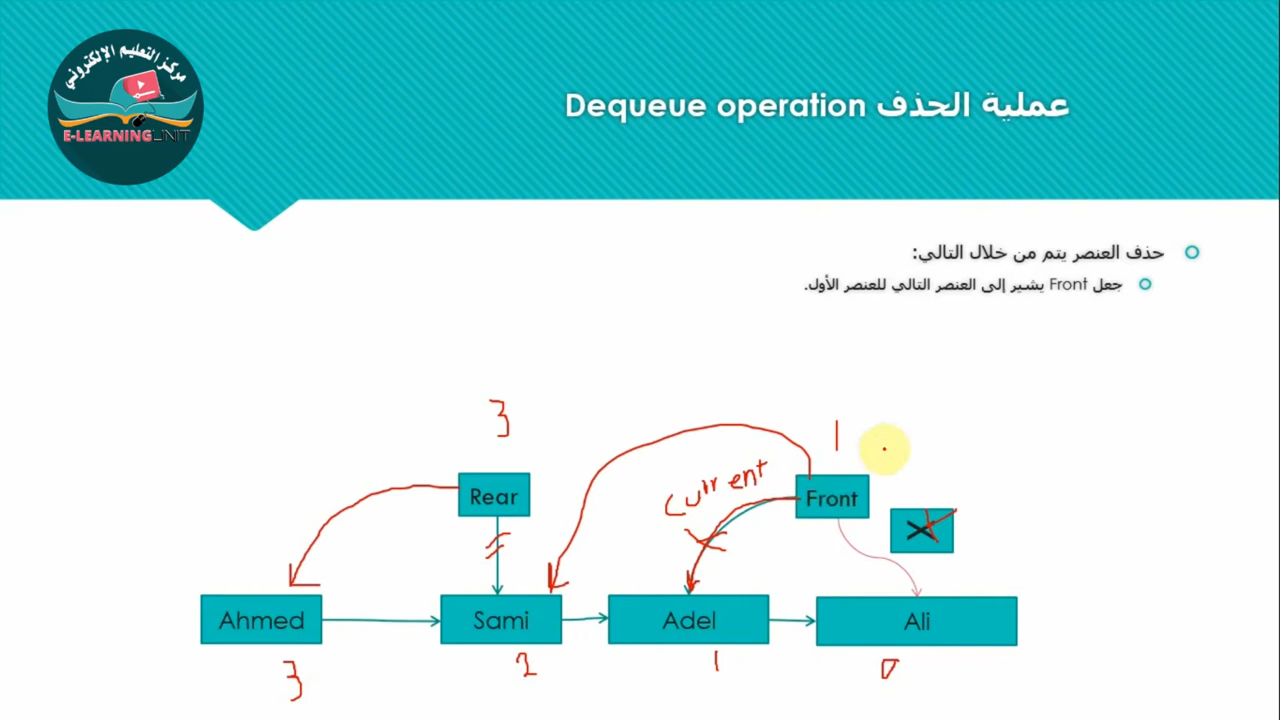 مركز التعليم الإلكتروني
E-LEARNING UNIT
عملية الحذف Dequeue operation
حذف العنصر يتم من خلال التالي:
جعل Front يشير إلى العنصر التالي للعنصر الأول.
3
1
Current
Rear
Front
X
Ahmed
Sami
Adel
Ali
3
2
1
0